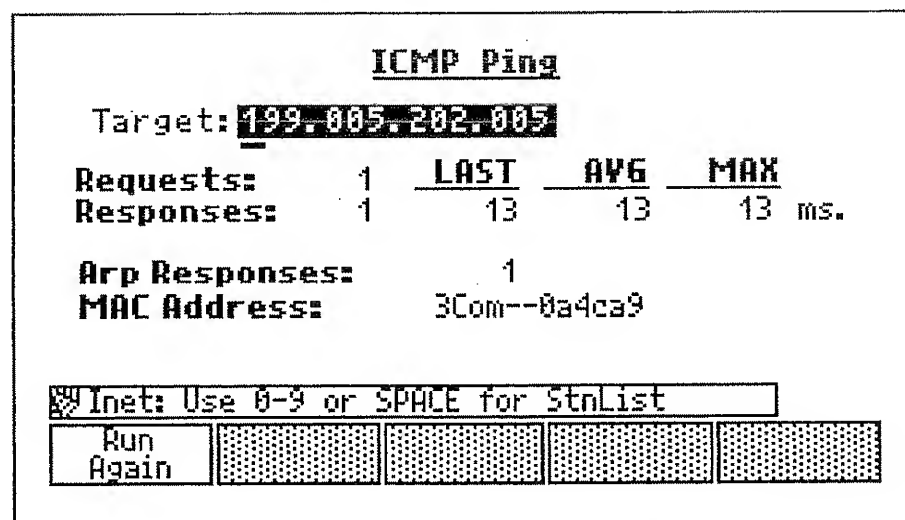 ICMP Ping
Target: 199.005.202.005
LAST AVG MAX
Requests: 1
Responses: 1 13 13 13 ms.
Arp Responses: 1
MAC Address: 3Com--0a4ca9
Inet: Use 0-9 or SPACE for StnList
Run
Again